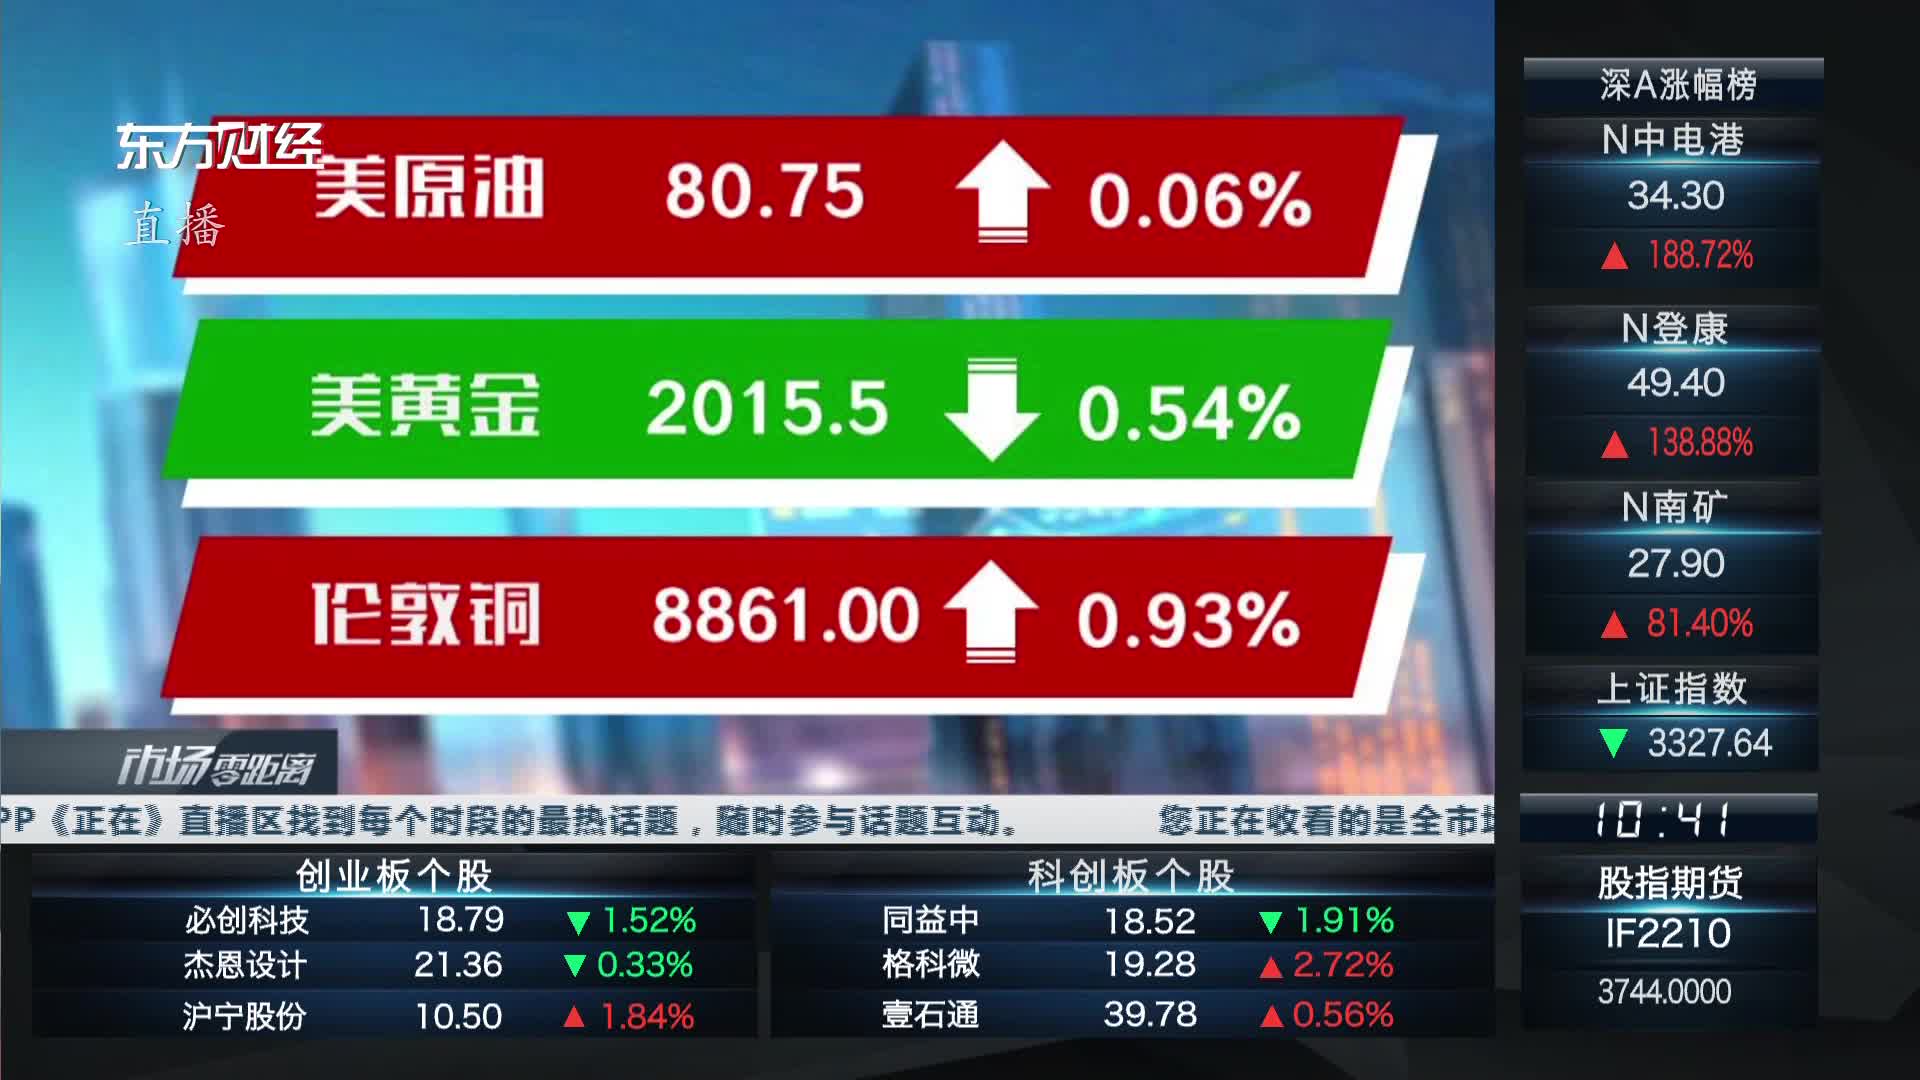 东方财经
直播
美原油 80.75 0.06%
美黄金 2015.5 0.54%
伦敦铜 8861.00 0.93%
市场零距离
PP《正在》直播区找到每个时段的最热话题，随时参与话题互动。 您正在收看的是全市场
创业板个股
必创科技 18.79 ▼ 1.52%
杰恩设计 21.36 ▼ 0.33%
沪宁股份 10.50 ▲ 1.84%
科创板个股
同益中 18.52 ▼ 1.91%
格科微 19.28 ▲ 2.72%
壹石通 39.78 ▲ 0.56%
深A涨幅榜
N中电港
34.30
▲ 188.72%
N登康
49.40
▲ 138.88%
N南矿
27.90
▲ 81.40%
上证指数
▼ 3327.64
10:41
股指期货
IF2210
3744.0000